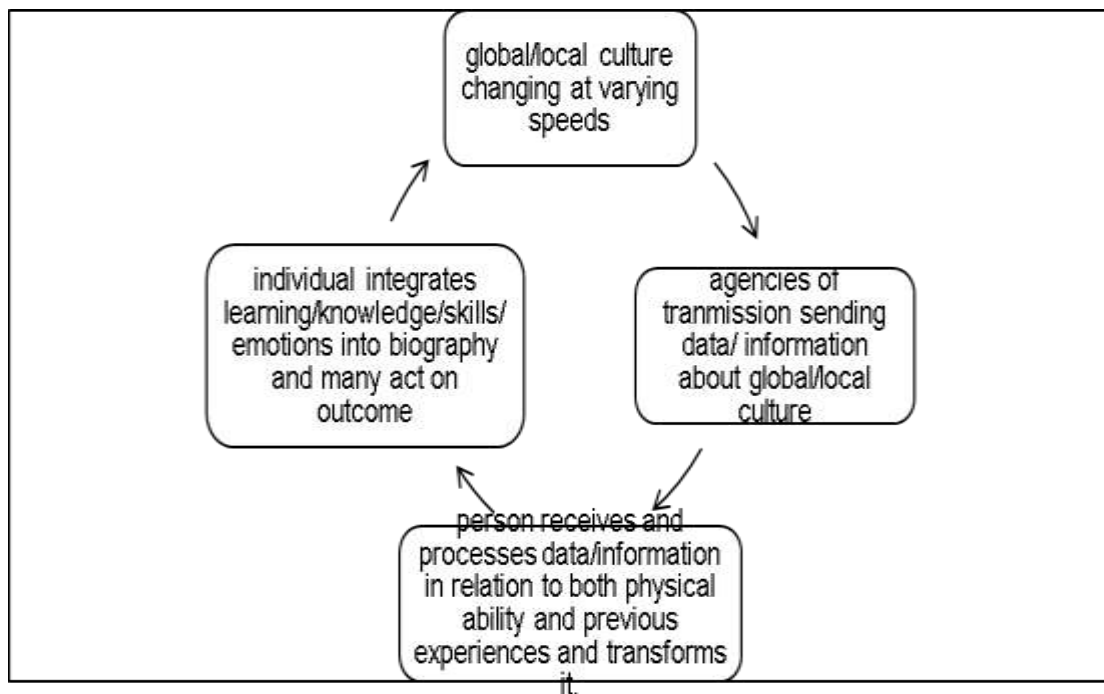 global/local culture
changing at varying
speeds
agencies of
tranmission sending
data/ information
about global/local
culture
person receives and
processes data/information
in relation to both physical
ability and previous
experiences and transforms
it.
individual integrates
learning/knowledge/skills/
emotions into biography
and many act on
outcome